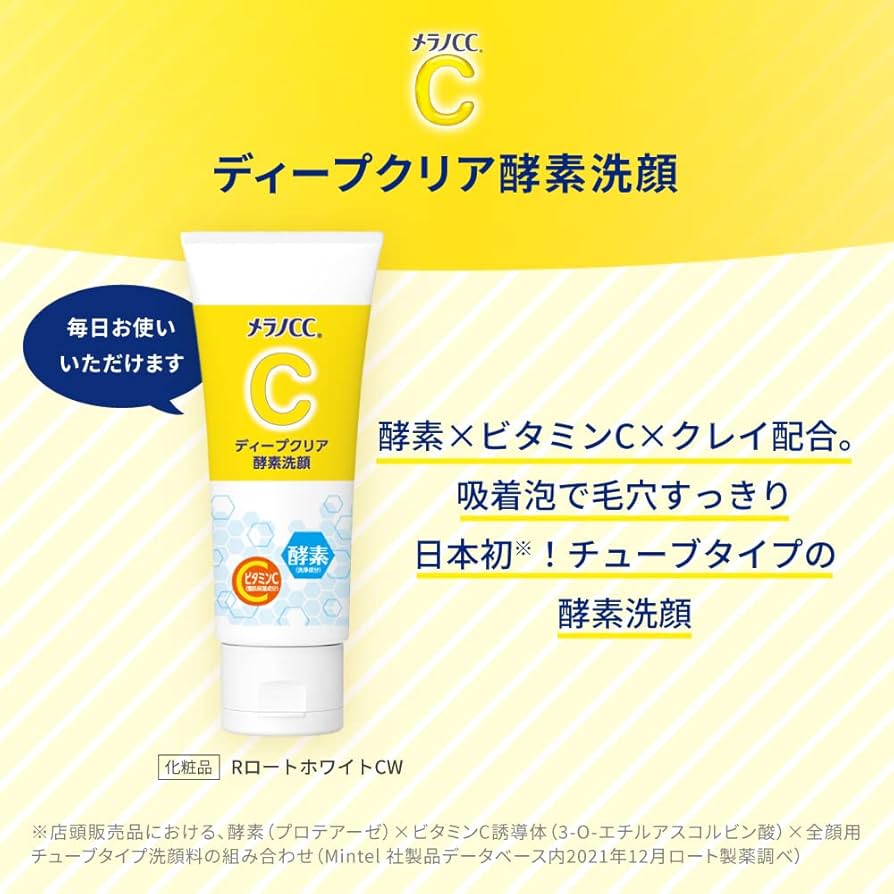 メラノCC®
C
ディープクリア酵素洗顔
毎日お使い
いただけます
メラノCC®
C
ディープクリア
酵素洗顔
酵素
(洗浄成分)
ビタミンC
酵素×ビタミンC×クレイ配合。
吸着泡で毛穴すっきり
日本初※！チューブタイプの
酵素洗顔
化粧品 RロートホワイトCW
※店頭販売品における、酵素（プロテアーゼ）×ビタミンC誘導体（3-O-エチルアスコルビン酸）×全顔用
チューブタイプ洗顔料の組み合わせ（Mintel 社製品データベース内2021年12月ロート製薬調べ）